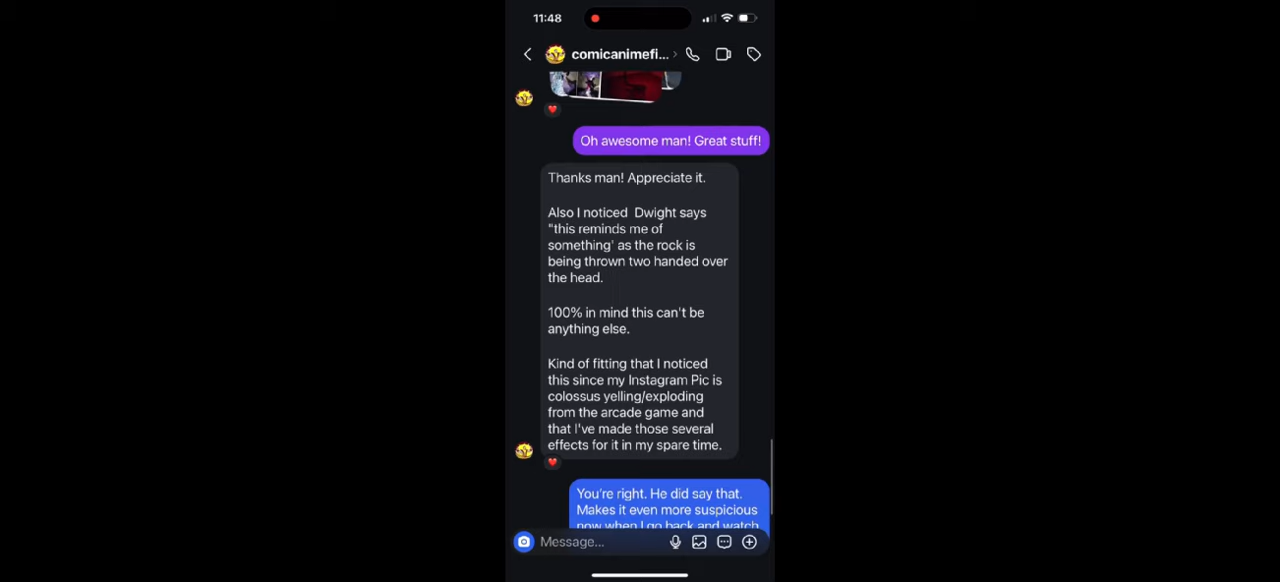 11:48
comicanimefi...
Oh awesome man! Great stuff!
Thanks man! Appreciate it.
Also I noticed  Dwight says
"this reminds me of
something' as the rock is
being thrown two handed over
the head.
100% in mind this can't be
anything else.
Kind of fitting that I noticed
this since my Instagram Pic is
colossus yelling/exploding
from the arcade game and
that I've made those several
effects for it in my spare time.
You're right. He did say that.
Makes it even more suspicious
now when I go back and watch
Message...